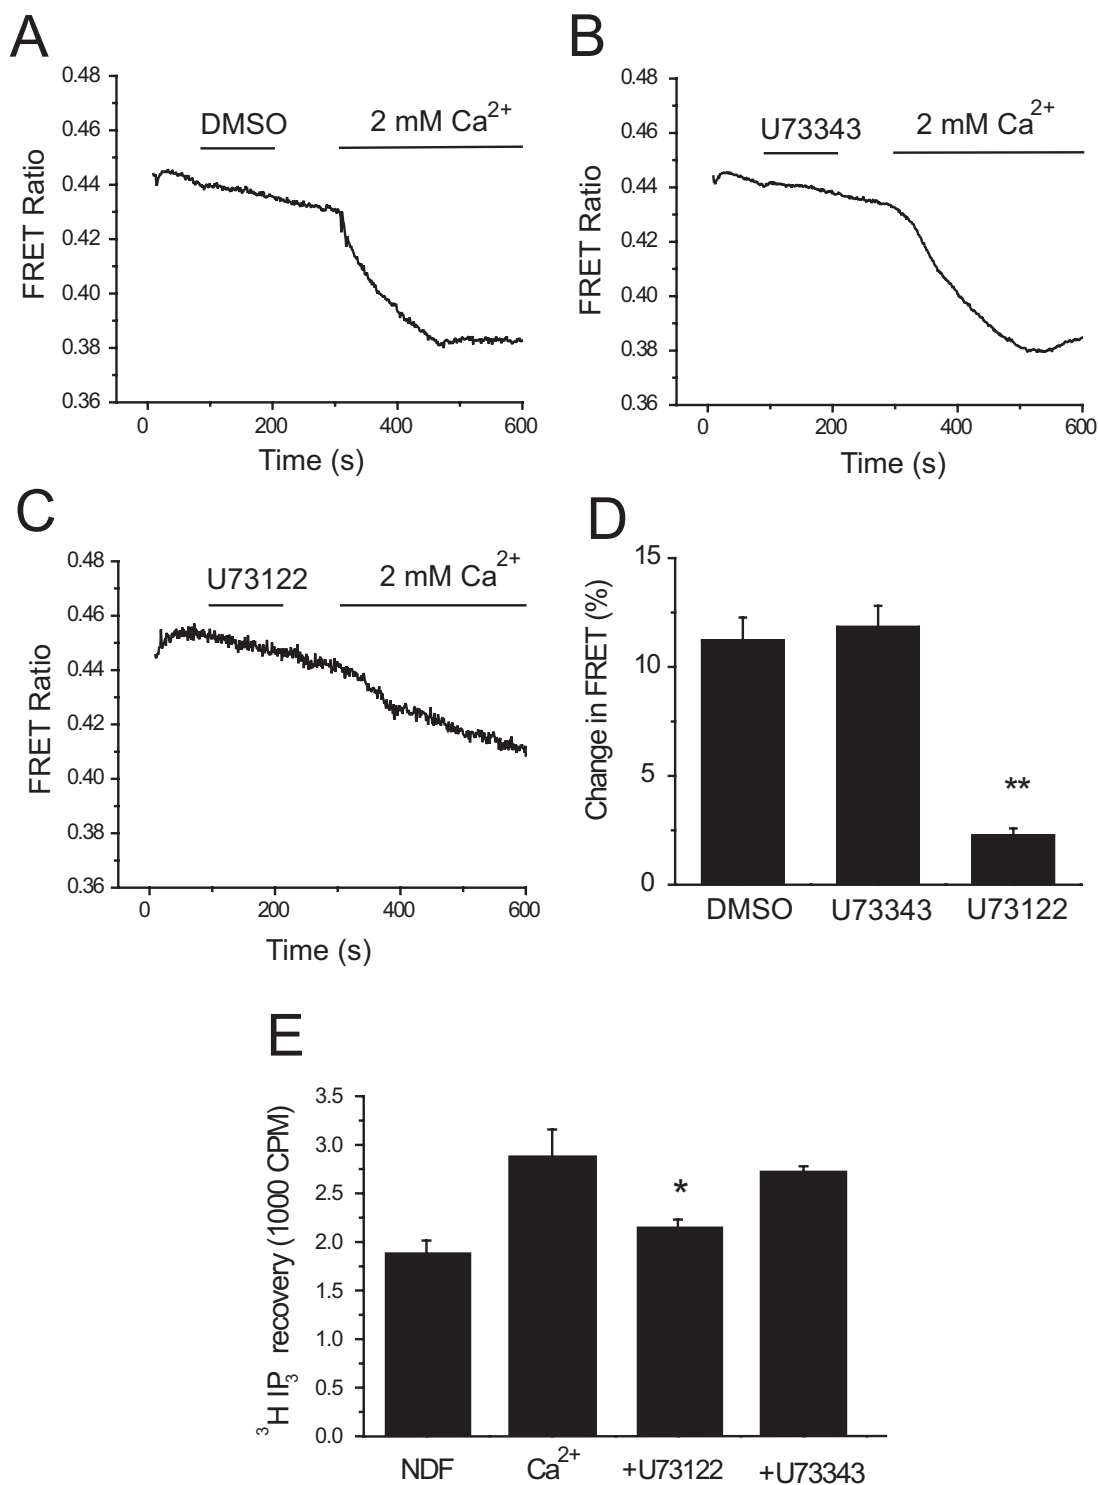 A
0.48
0.46
0.44
0.42
0.40
0.38
0.36
FRET Ratio
DMSO
2 mM Ca2+
0 200 400 600
Time (s)
B
0.48
0.46
0.44
0.42
0.40
0.38
0.36
FRET Ratio
U73343
2 mM Ca2+
0 200 400 600
Time (s)
C
0.48
0.46
0.44
0.42
0.40
0.38
0.36
FRET Ratio
U73122
2 mM Ca2+
0 200 400 600
Time (s)
D
15
10
5
0
Change in FRET (%)
**
DMSO U73343 U73122
E
3.5
3.0
2.5
2.0
1.5
1.0
0.5
0.0
3H IP3 recovery (1000 CPM)
*
NDF Ca2+ +U73122 +U73343